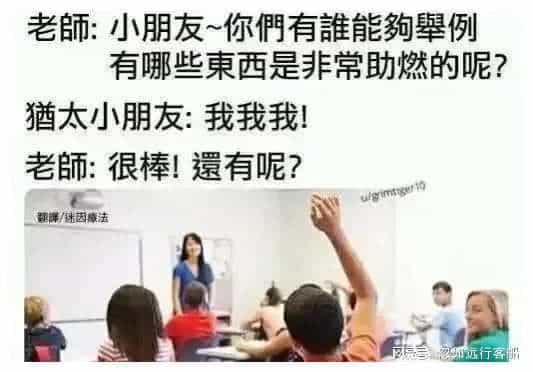 老師: 小朋友~你們有誰能夠舉例
有哪些東西是非常助燃的呢?
猶太小朋友: 我我我!
老師: 很棒! 還有呢?
u/grimtiger10
翻譯/迷因療法